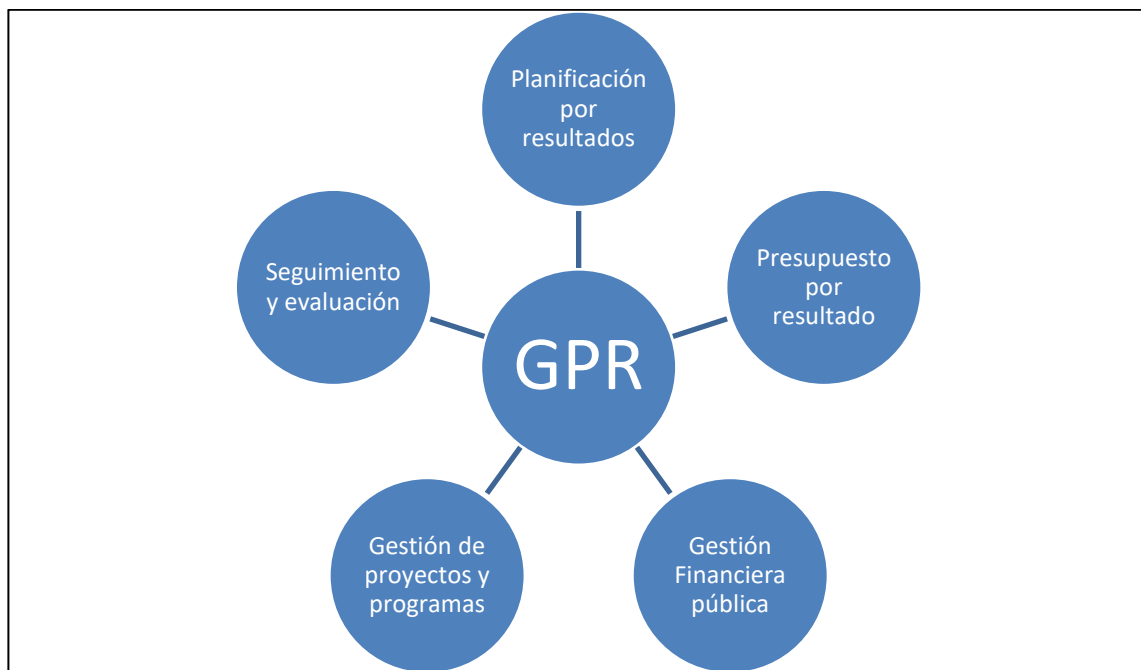 Planificación
por
resultados
Seguimiento
y evaluación
Presupuesto
por
resultado
GPR
Gestión de
proyectos y
programas
Gestión
Financiera
pública